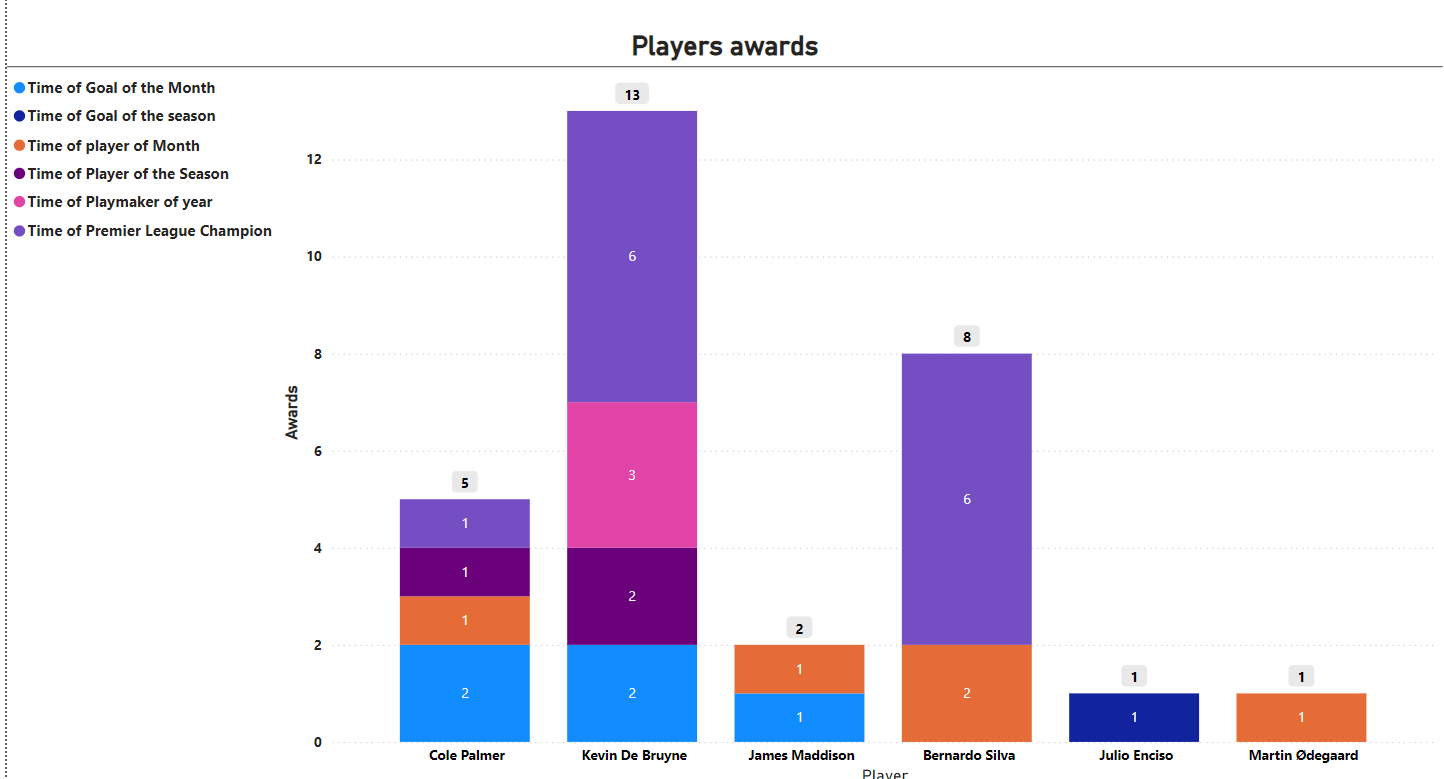 Players awards
Time of Goal of the Month
Time of Goal of the season
Time of player of Month
Time of Player of the Season
Time of Playmaker of year
Time of Premier League Champion
13
12
6
10
8
8
Awards
6
3
6
5
1
4
1
2
1
2
2
1
1
1
2
2
1
2
1
1
0
Cole Palmer Kevin De Bruyne James Maddison Bernardo Silva Julio Enciso Martin Ødegaard
Player